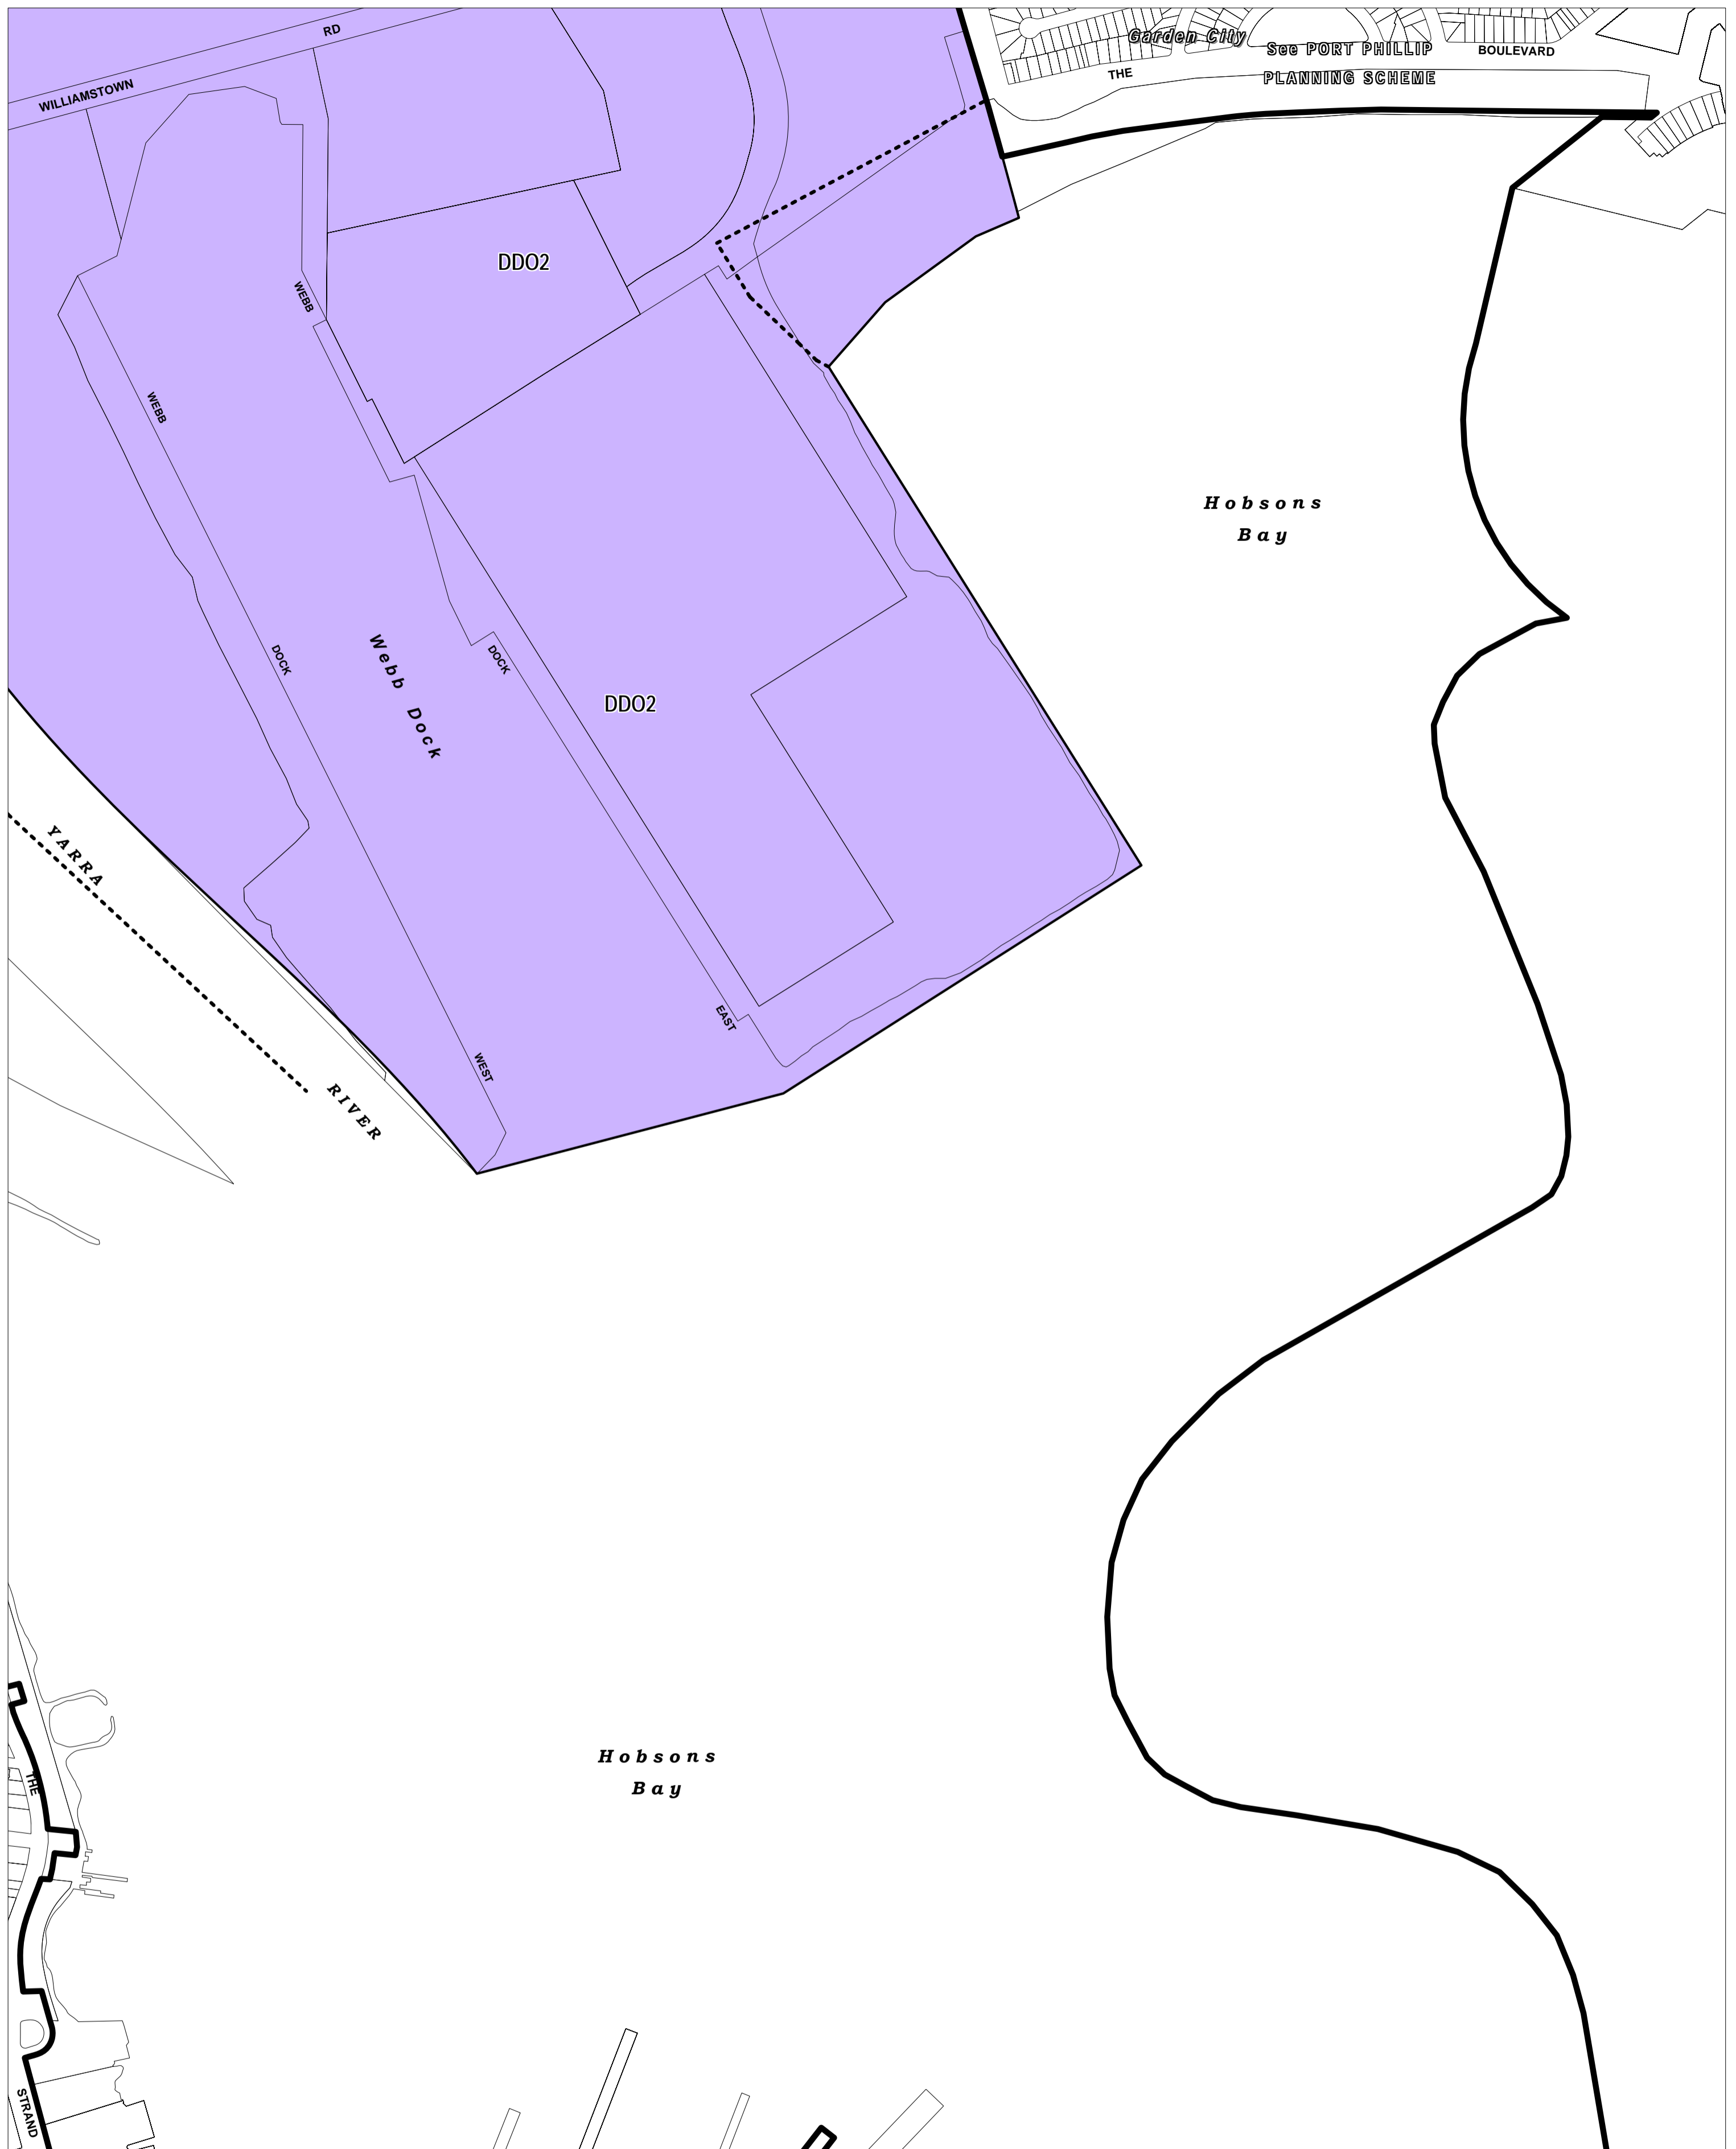 RD
WILLIAMSTOWN
Garden City
See PORT PHILLIP
PLANNING SCHEME
THE
BOULEVARD
DDO2
WEBB
WEBB
Hobsons
Bay
DOCK
DOCK
Webb Dock
DDO2
YARRA
RIVER
EAST
WEST
Hobsons
Bay
THE
STRAND